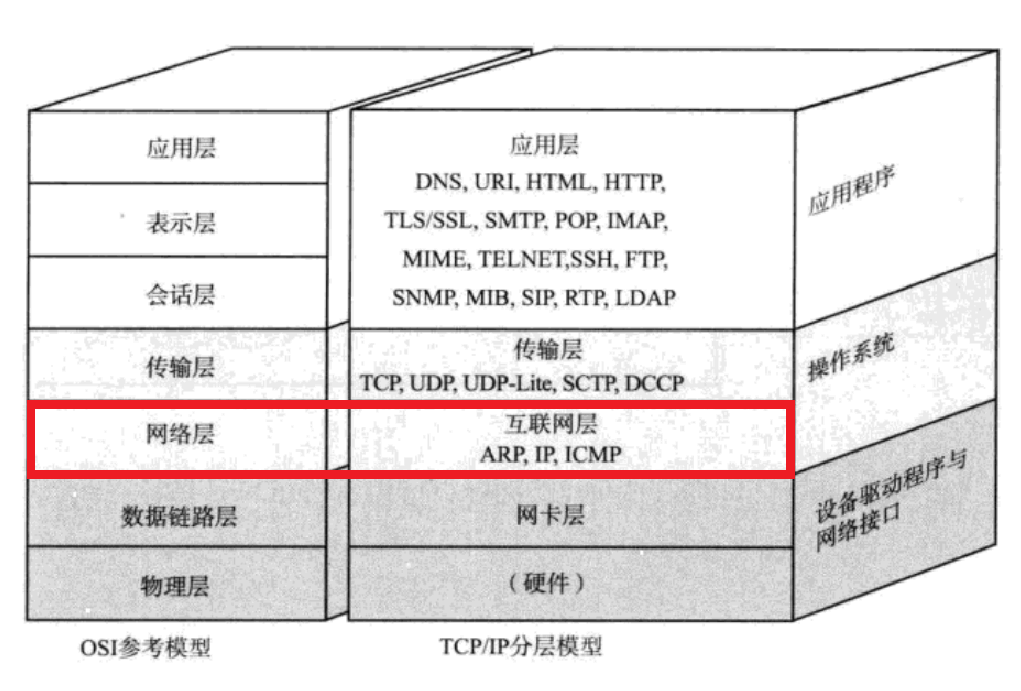 应用层
表示层
会话层
传输层
网络层
数据链路层
物理层
OSI参考模型
应用层
DNS, URI, HTML, HTTP,
TLS/SSL, SMTP, POP, IMAP,
MIME, TELNET,SSH, FTP,
SNMP, MIB, SIP, RTP, LDAP
传输层
TCP, UDP, UDP-Lite, SCTP, DCCP
互联网层
ARP, IP, ICMP
网卡层
（硬件）
TCP/IP分层模型
应用程序
操作系统
设备驱动程序与
网络接口